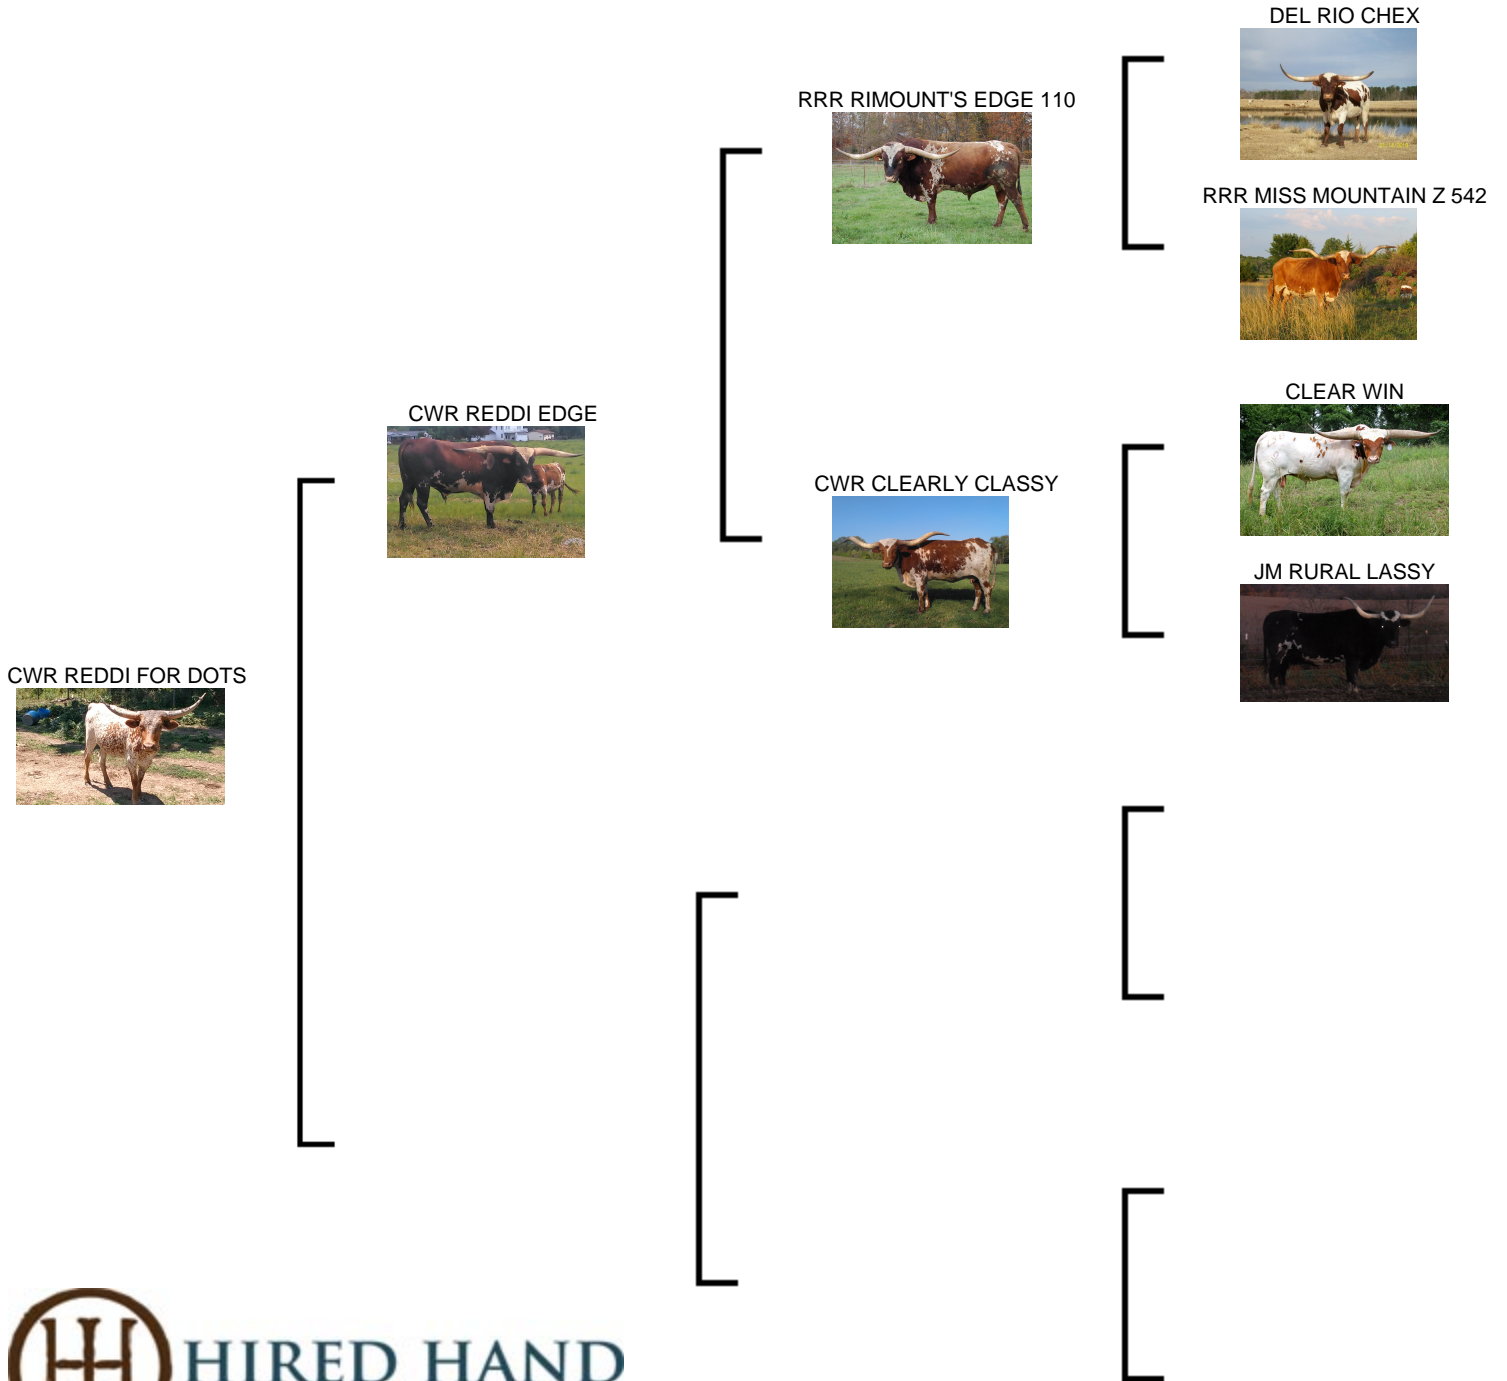 DEL RIO CHEX
RRR RIMOUNT'S EDGE 110
RRR MISS MOUNTAIN Z 542
CLEAR WIN
CWR REDDI EDGE
CWR CLEARLY CLASSY
JM RURAL LASSY
CWR REDDI FOR DOTS
HIRED HAND